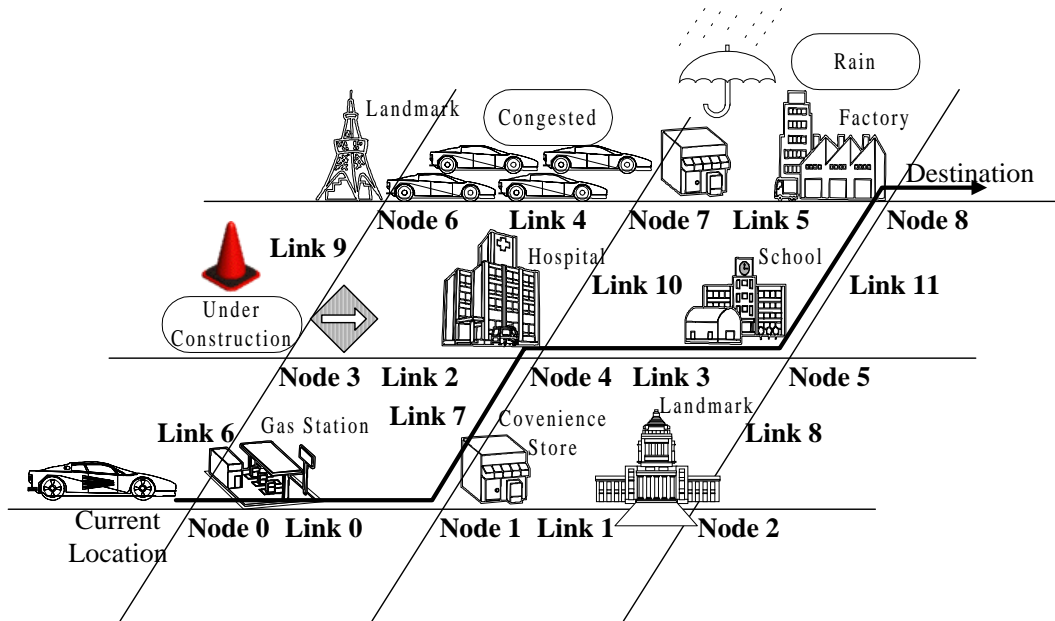 Rain
Landmark
Congested
Factory
Destination
Node 6
Link 4
Node 7
Link 5
Node 8
Link 9
Hospital
Link 10
School
Link 11
Under
Construction
Node 3
Link 2
Node 4
Link 3
Node 5
Link 7
Landmark
Link 6
Gas Station
Covenience
Store
Link 8
Current
Location
Node 0
Link 0
Node 1
Link 1
Node 2